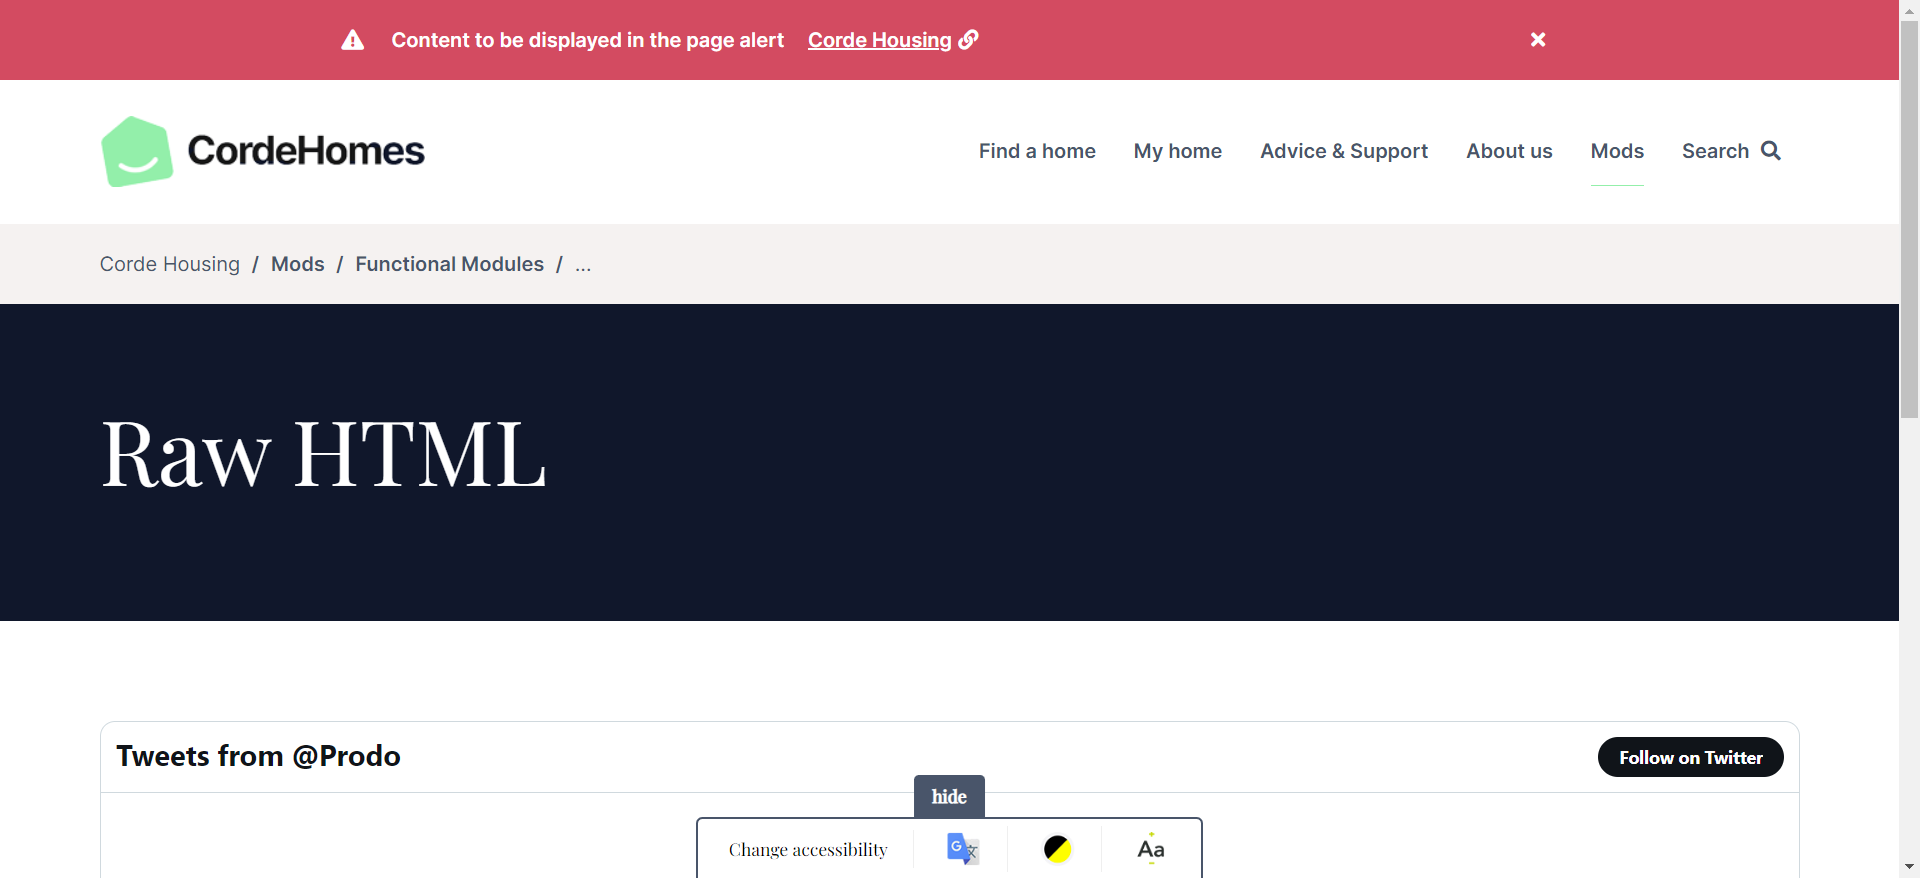 Content to be displayed in the page alert Corde Housing
CordeHomes
Find a home My home Advice & Support About us Mods Search
Corde Housing / Mods / Functional Modules / ...
Raw HTML
Tweets from @Prodo
Follow on Twitter
hide
Change accessibility
G 文
Aa